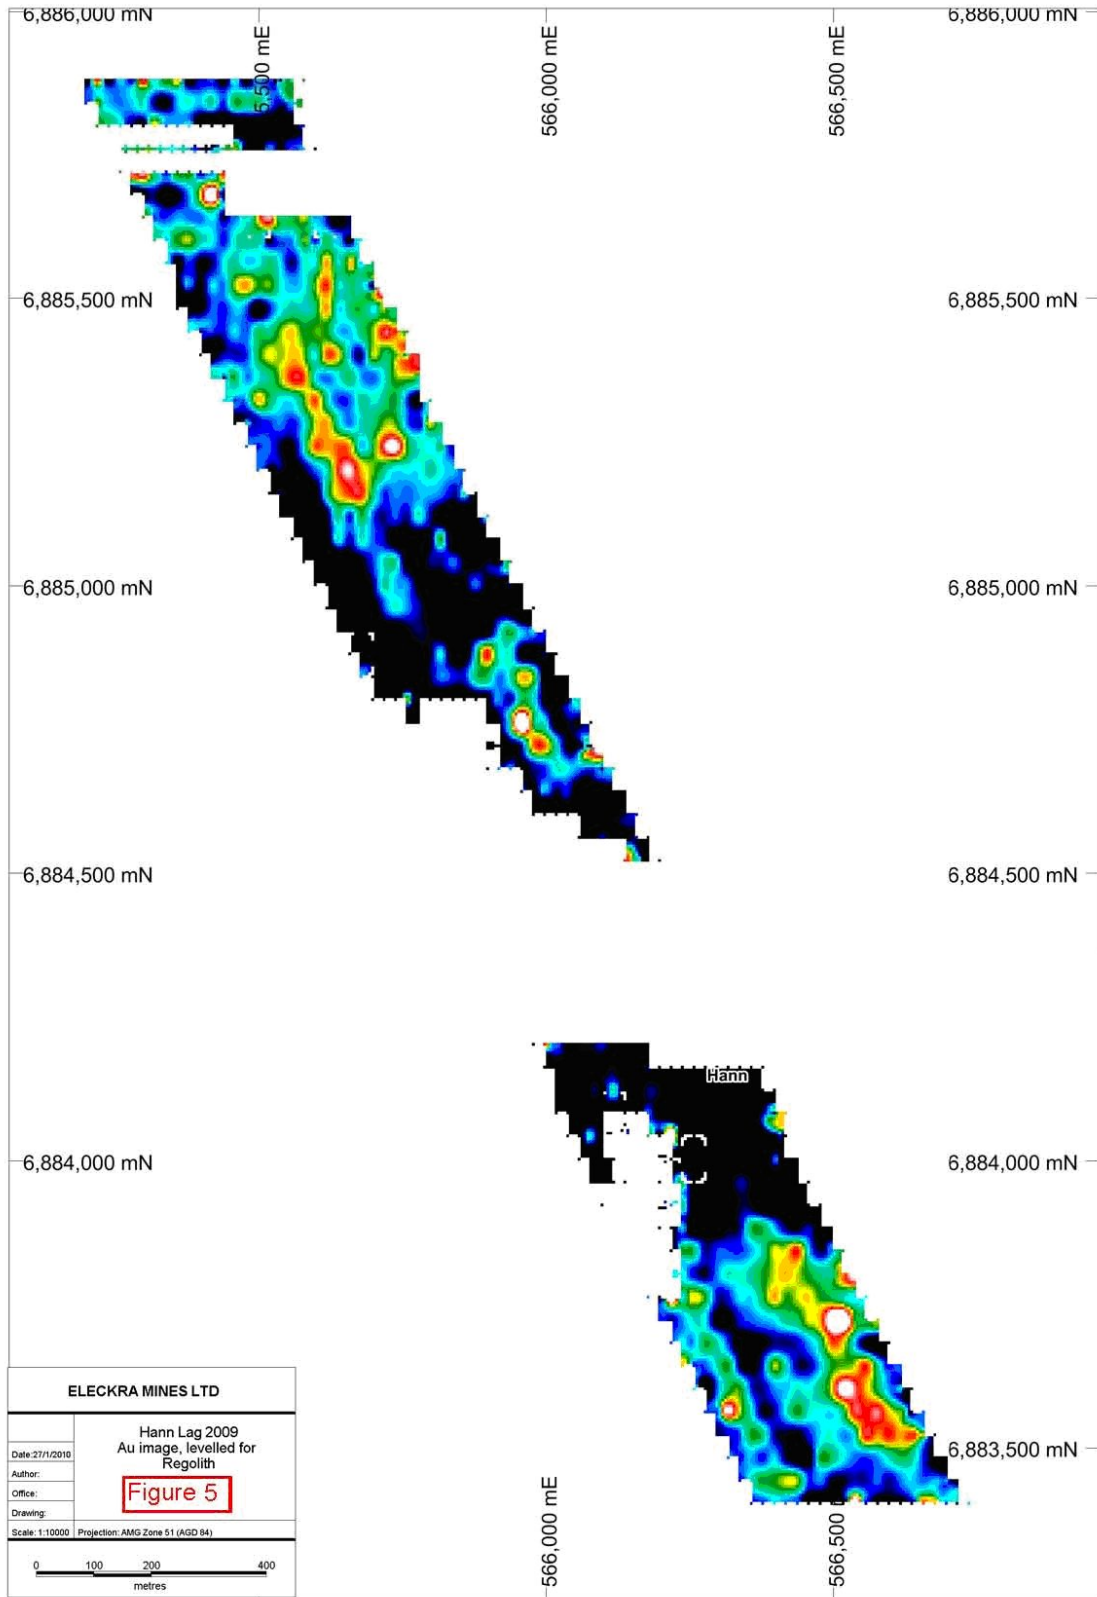 6,886,000 mN
6,886,000 mN
5,500 mE
566,000 mE
566,500 mE
6,885,500 mN
6,885,500 mN
6,885,000 mN
6,885,000 mN
6,884,500 mN
6,884,500 mN
Hann
6,884,000 mN
6,884,000 mN
6,883,500 mN
566,000 mE
566,500
ELECKRA MINES LTD
Hann Lag 2009
Au image, levelled for
Regolith
Figure 5
Date:27/1/2010
Author:
Office:
Drawing:
Scale: 1:10000 Projection: AMG Zone 51 (AGD 84)
0 100 200 400
metres